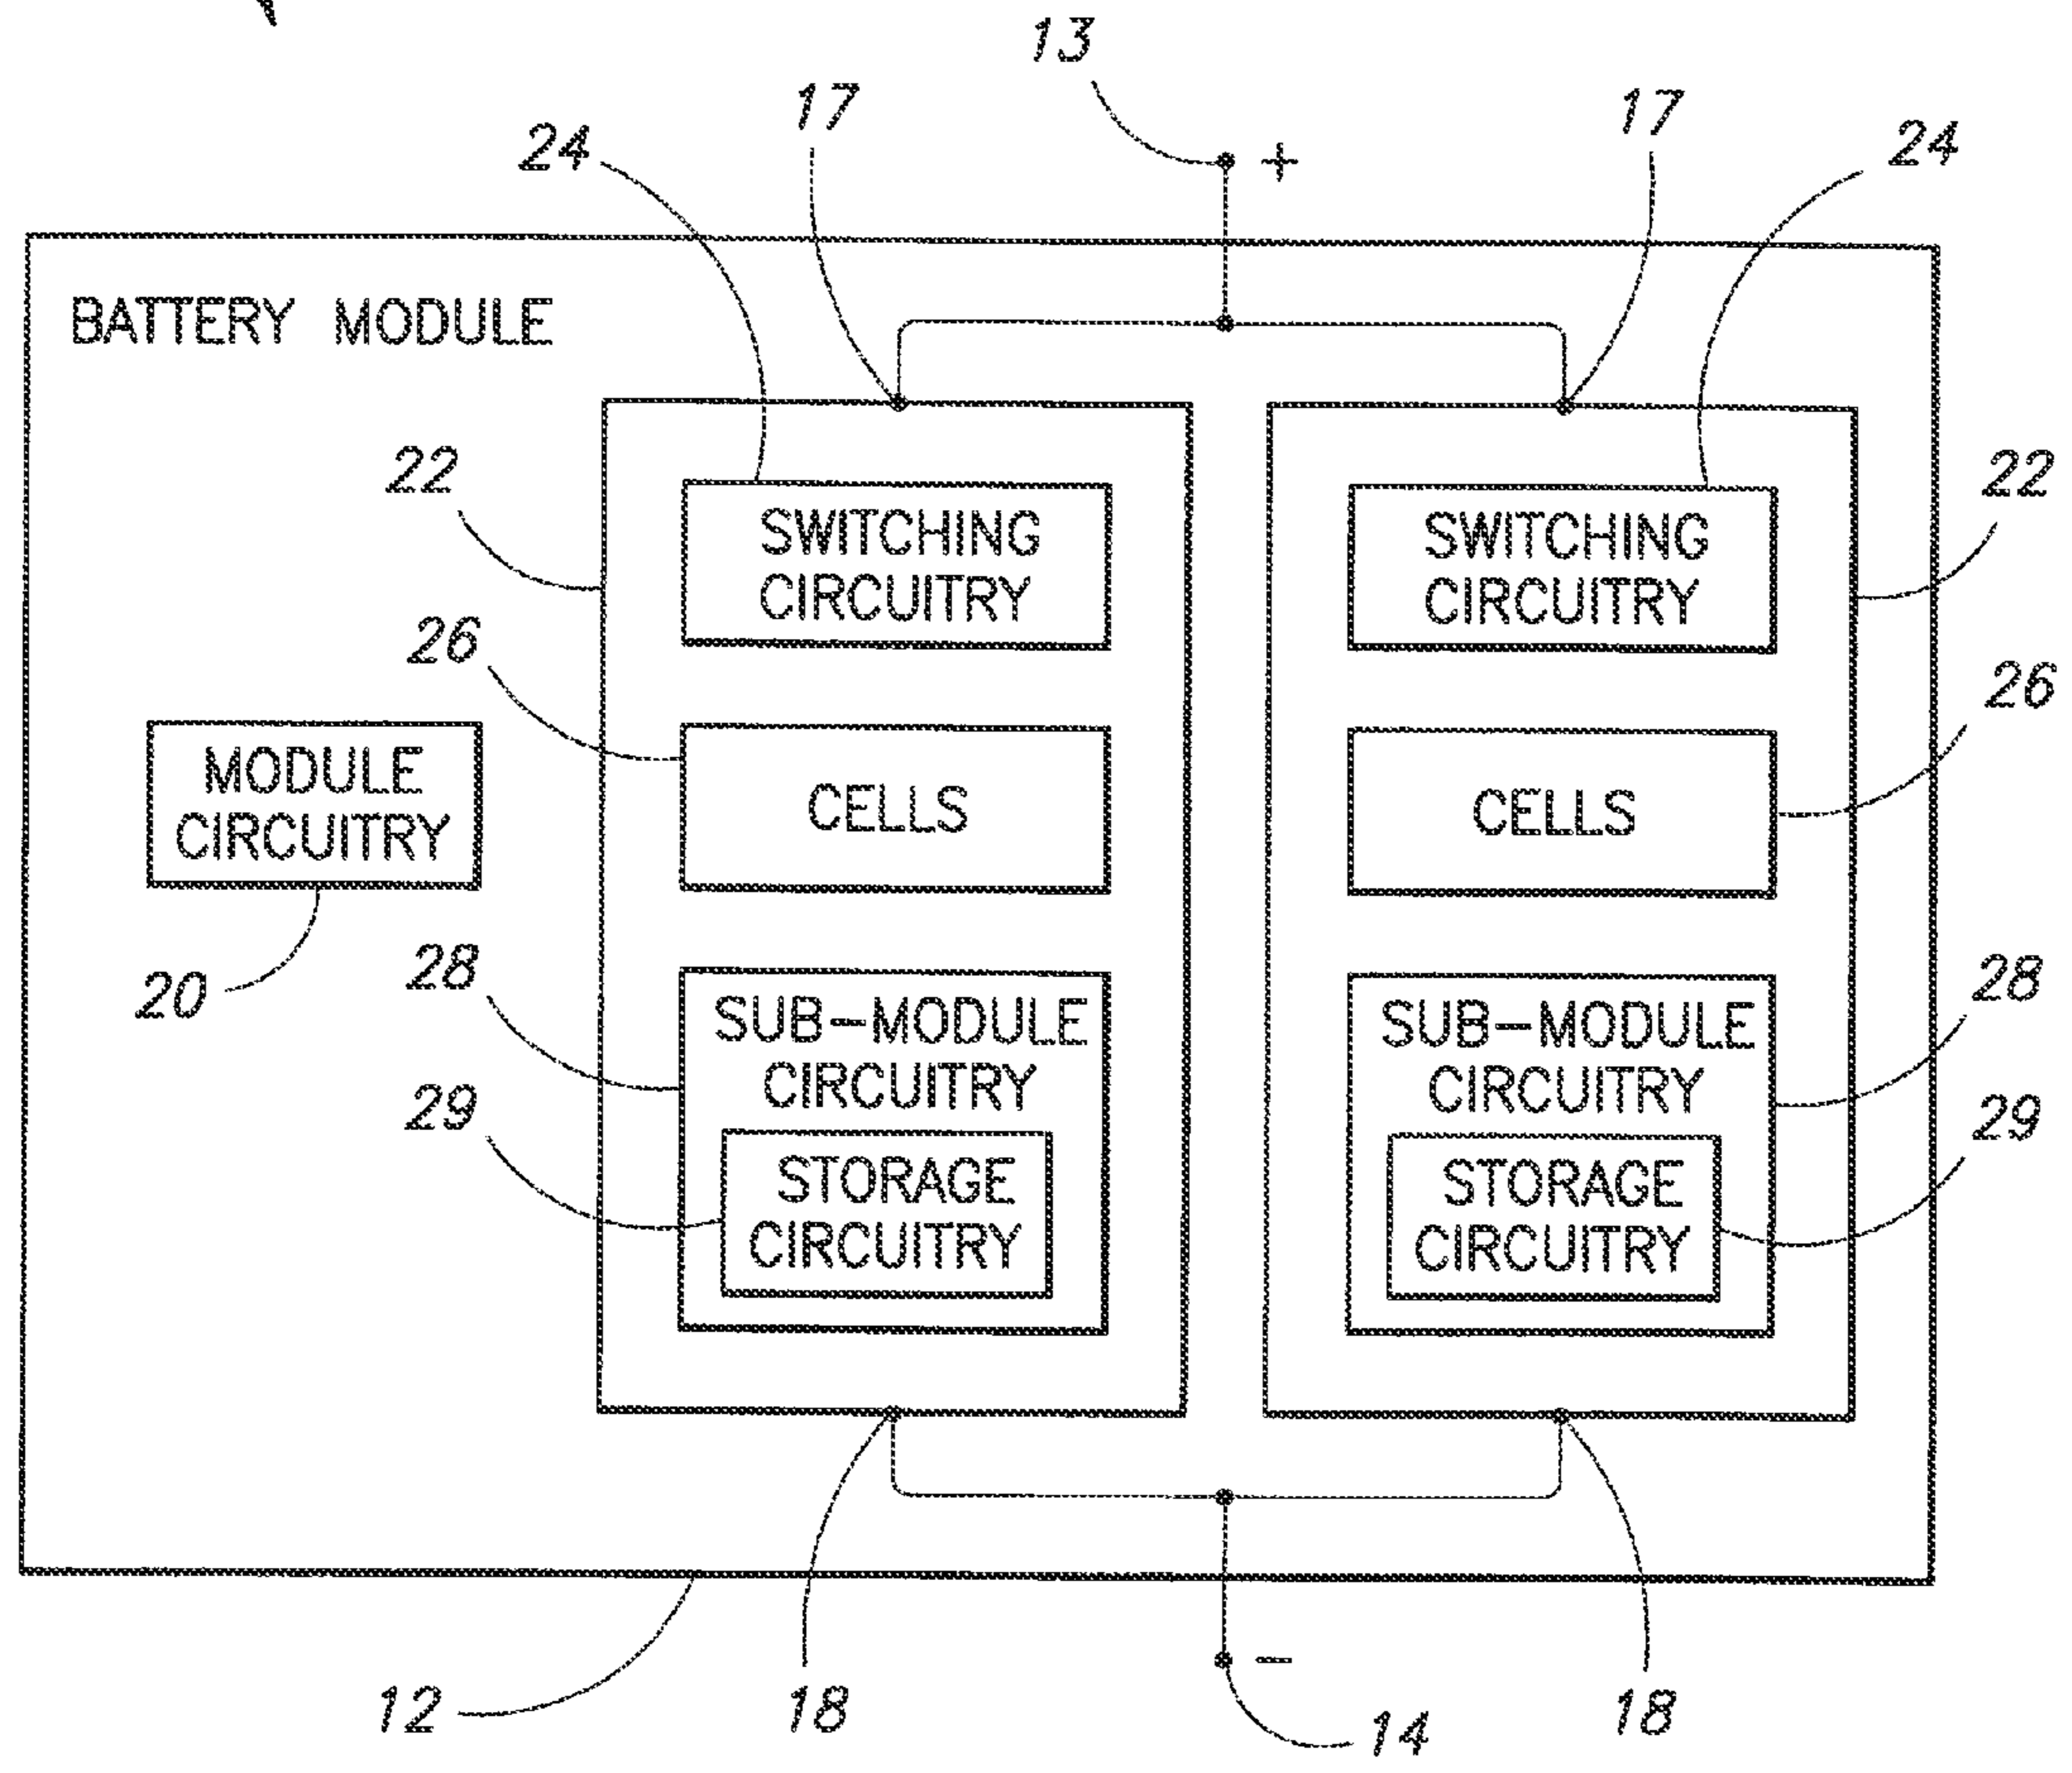 13
17
17
24
24
+
BATTERY MODULE
22
22
SWITCHING
CIRCUITRY
SWITCHING
CIRCUITRY
26
26
MODULE
CIRCUITRY
CELLS
CELLS
20
28
28
SUB-MODULE
CIRCUITRY
SUB-MODULE
CIRCUITRY
29
29
STORAGE
CIRCUITRY
STORAGE
CIRCUITRY
12
18
-
14
18